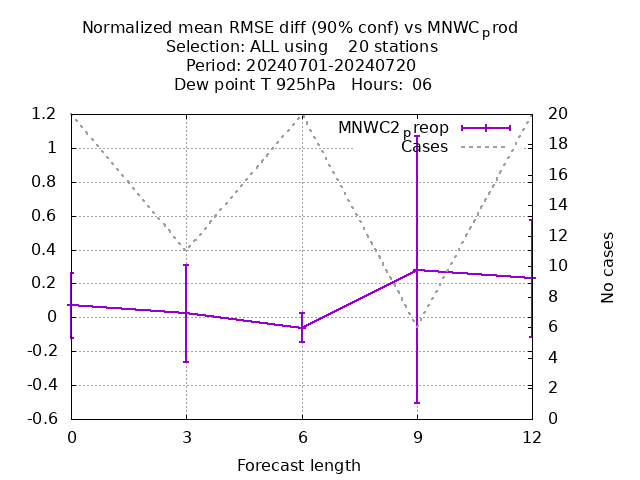 Normalized mean RMSE diff (90% conf) vs MNWCprod
Selection: ALL using    20 stations
Period: 20240701-20240720
Dew point T 925hPa   Hours:  06
1.2
1
0.8
0.6
0.4
0.2
0
-0.2
-0.4
-0.6
MNWC2preop
Cases
20
18
16
14
12
10
8
6
4
2
0
No cases
0 3 6 9 12
Forecast length